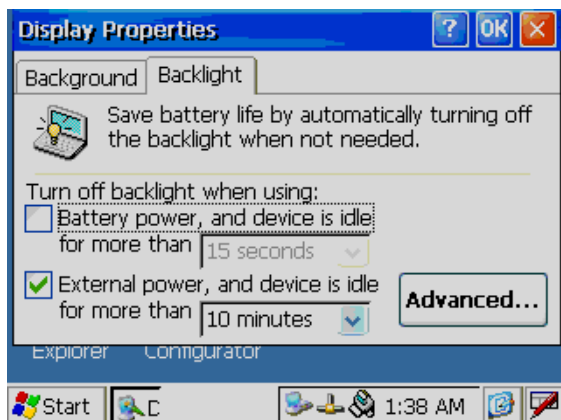 Display Properties ? OK ×
Background Backlight
Save battery life by automatically turning off
the backlight when not needed.
Turn off backlight when using:
Battery power, and device is idle
for more than 15 seconds
External power, and device is idle
for more than 10 minutes
Advanced...
Explorer Configurator
Start D 1:38 AM